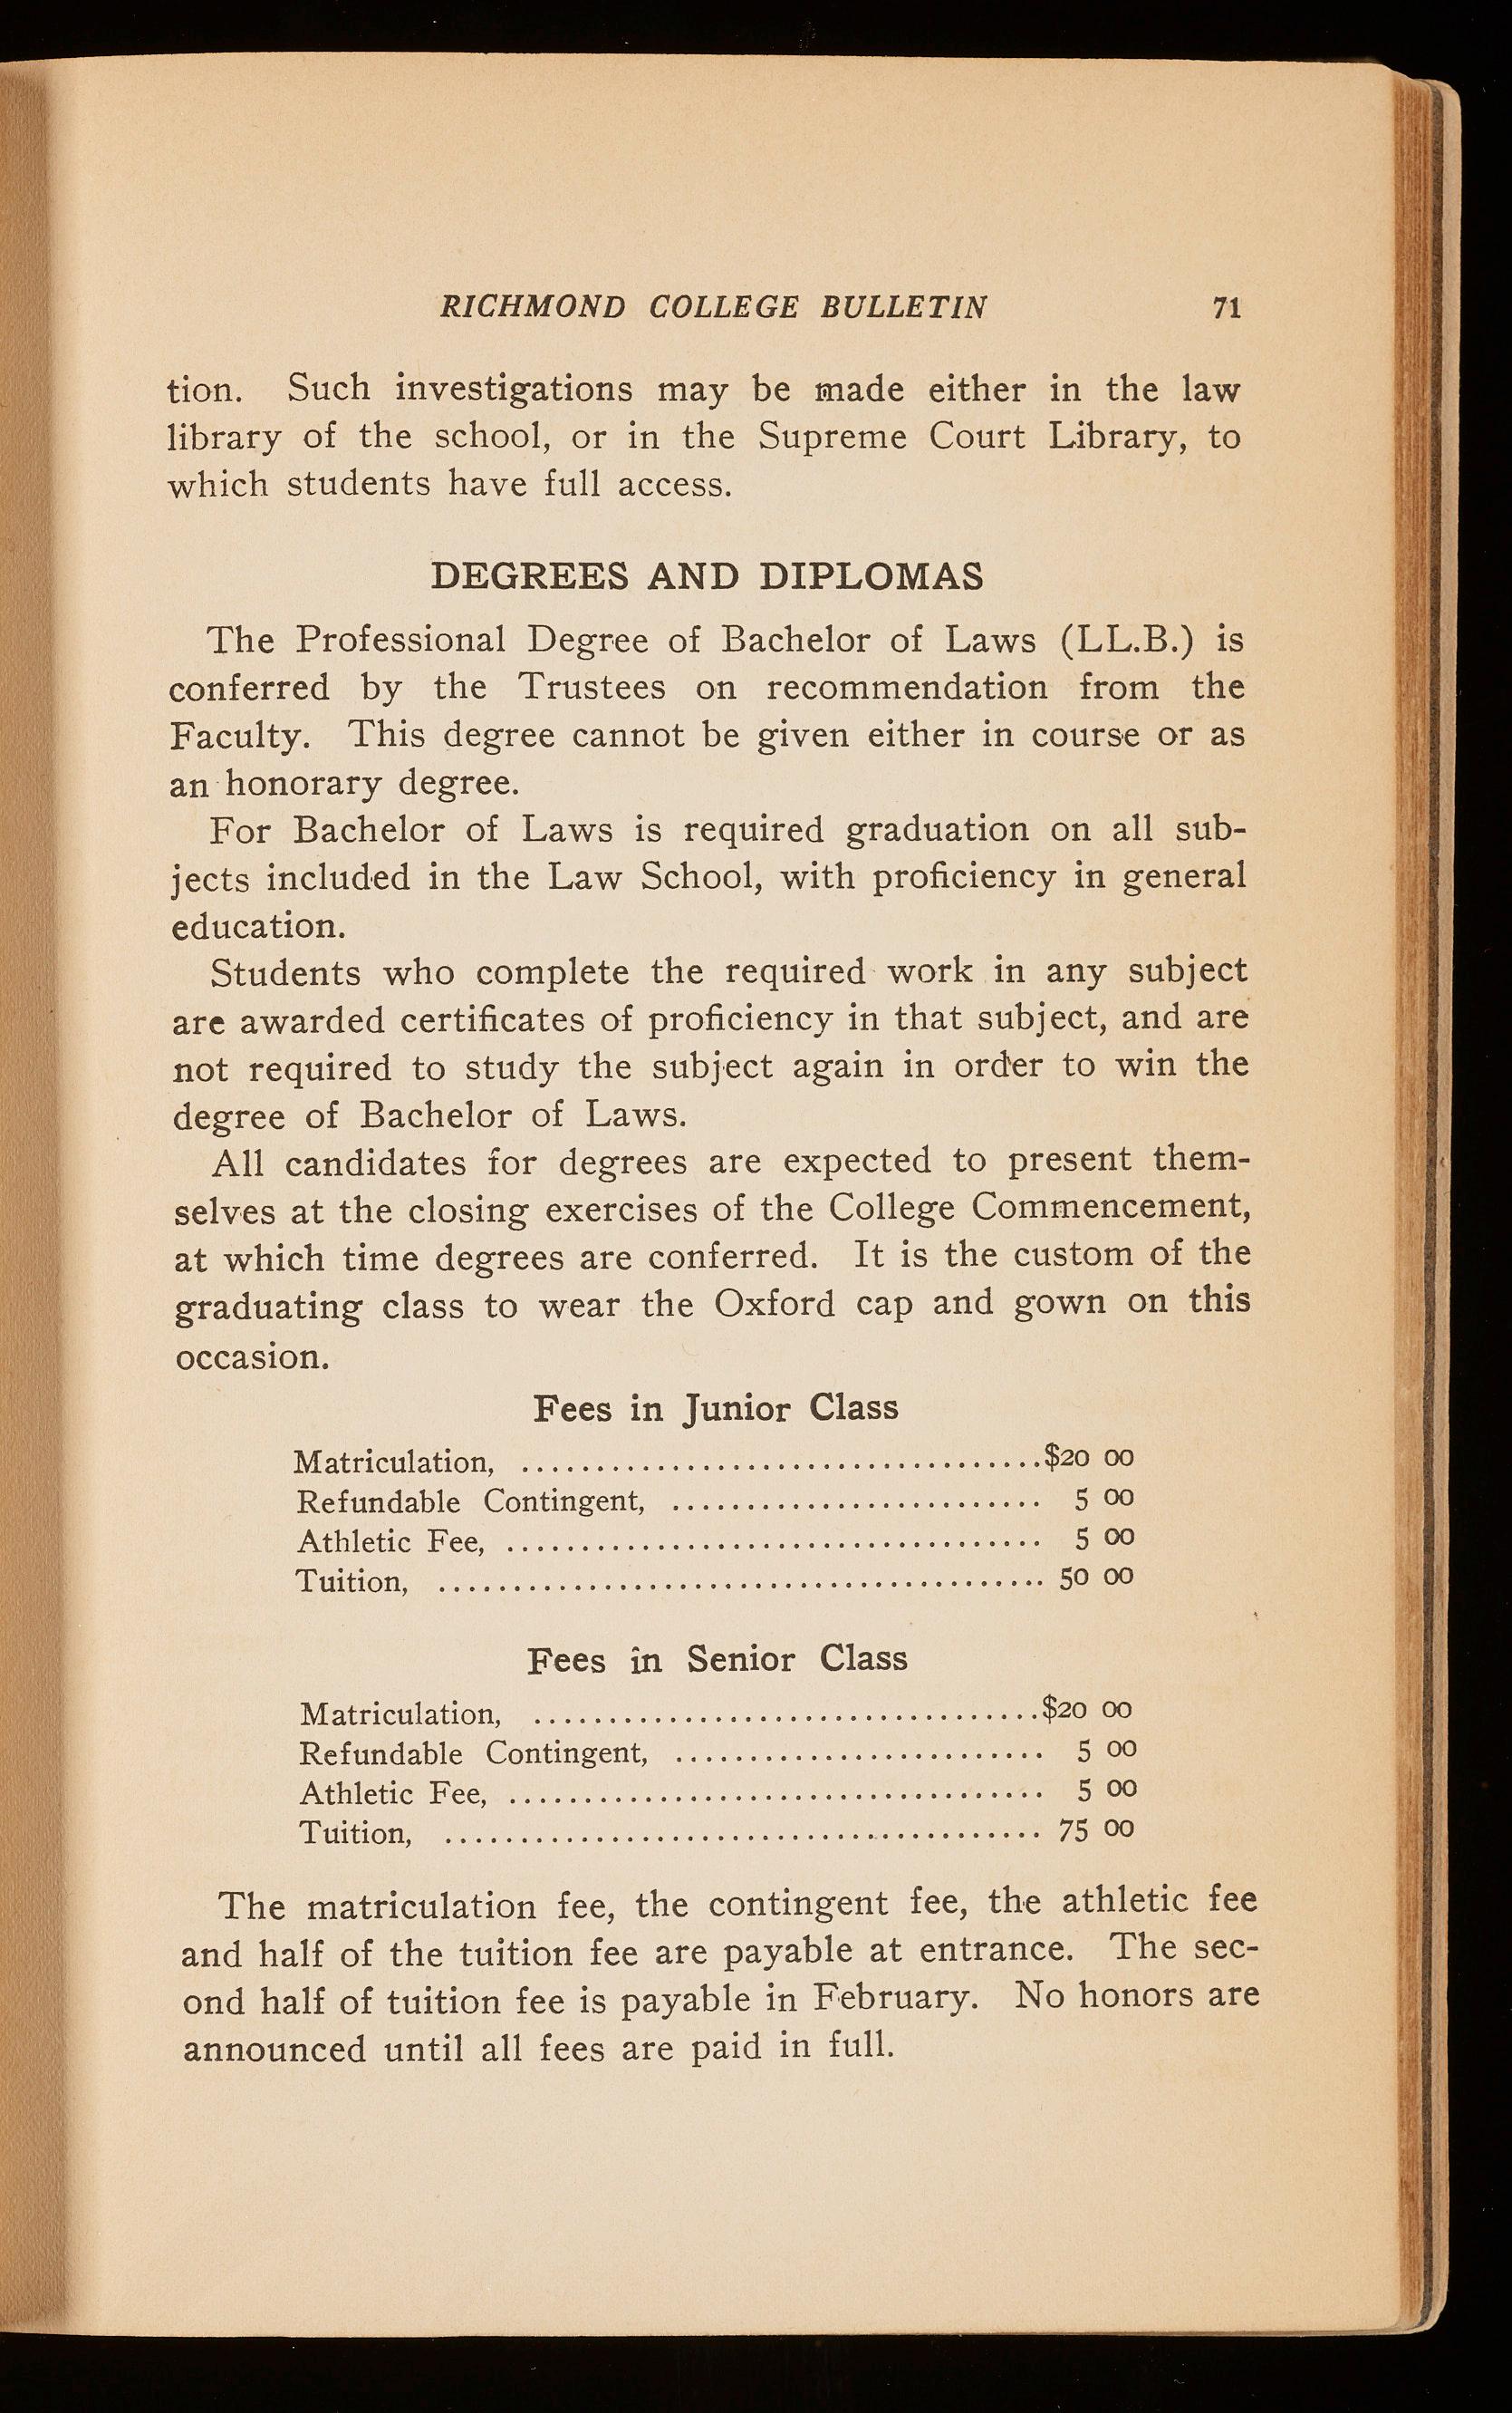 RICHMOND COLLEGE BULLETIN 71
tion. Such investigations may be made either in the law
library of the school, or in the Supreme Court Library, to
which students have full access.
DEGREES AND DIPLOMAS
The Professional Degree of Bachelor of Laws (LL.B.) is
conferred by the Trustees on recommendation from the
Faculty. This degree cannot be given either in course or as
an honorary degree.
For Bachelor of Laws is required graduation on all sub-
jects included in the Law School, with proficiency in general
education.
Students who complete the required work in any subject
are awarded certificates of proficiency in that subject, and are
not required to study the subject again in order to win the
degree of Bachelor of Laws.
All candidates for degrees are expected to present them-
selves at the closing exercises of the College Commencement,
at which time degrees are conferred. It is the custom of the
graduating class to wear the Oxford cap and gown on this
occasion.
Fees in Junior Class
Matriculation, ................................... $20 00
Refundable Contingent, ......................... 5 00
Athletic Fee, .................................... 5 00
Tuition, ......................................... 50 00
Fees in Senior Class
Matriculation, .................................. $20 00
Refundable Contingent, ......................... 5 00
Athletic Fee, .................................... 5 00
Tuition, ........................................ 75 00
The matriculation fee, the contingent fee, the athletic fee
and half of the tuition fee are payable at entrance. The sec-
ond half of tuition fee is payable in February. No honors are
announced until all fees are paid in full.